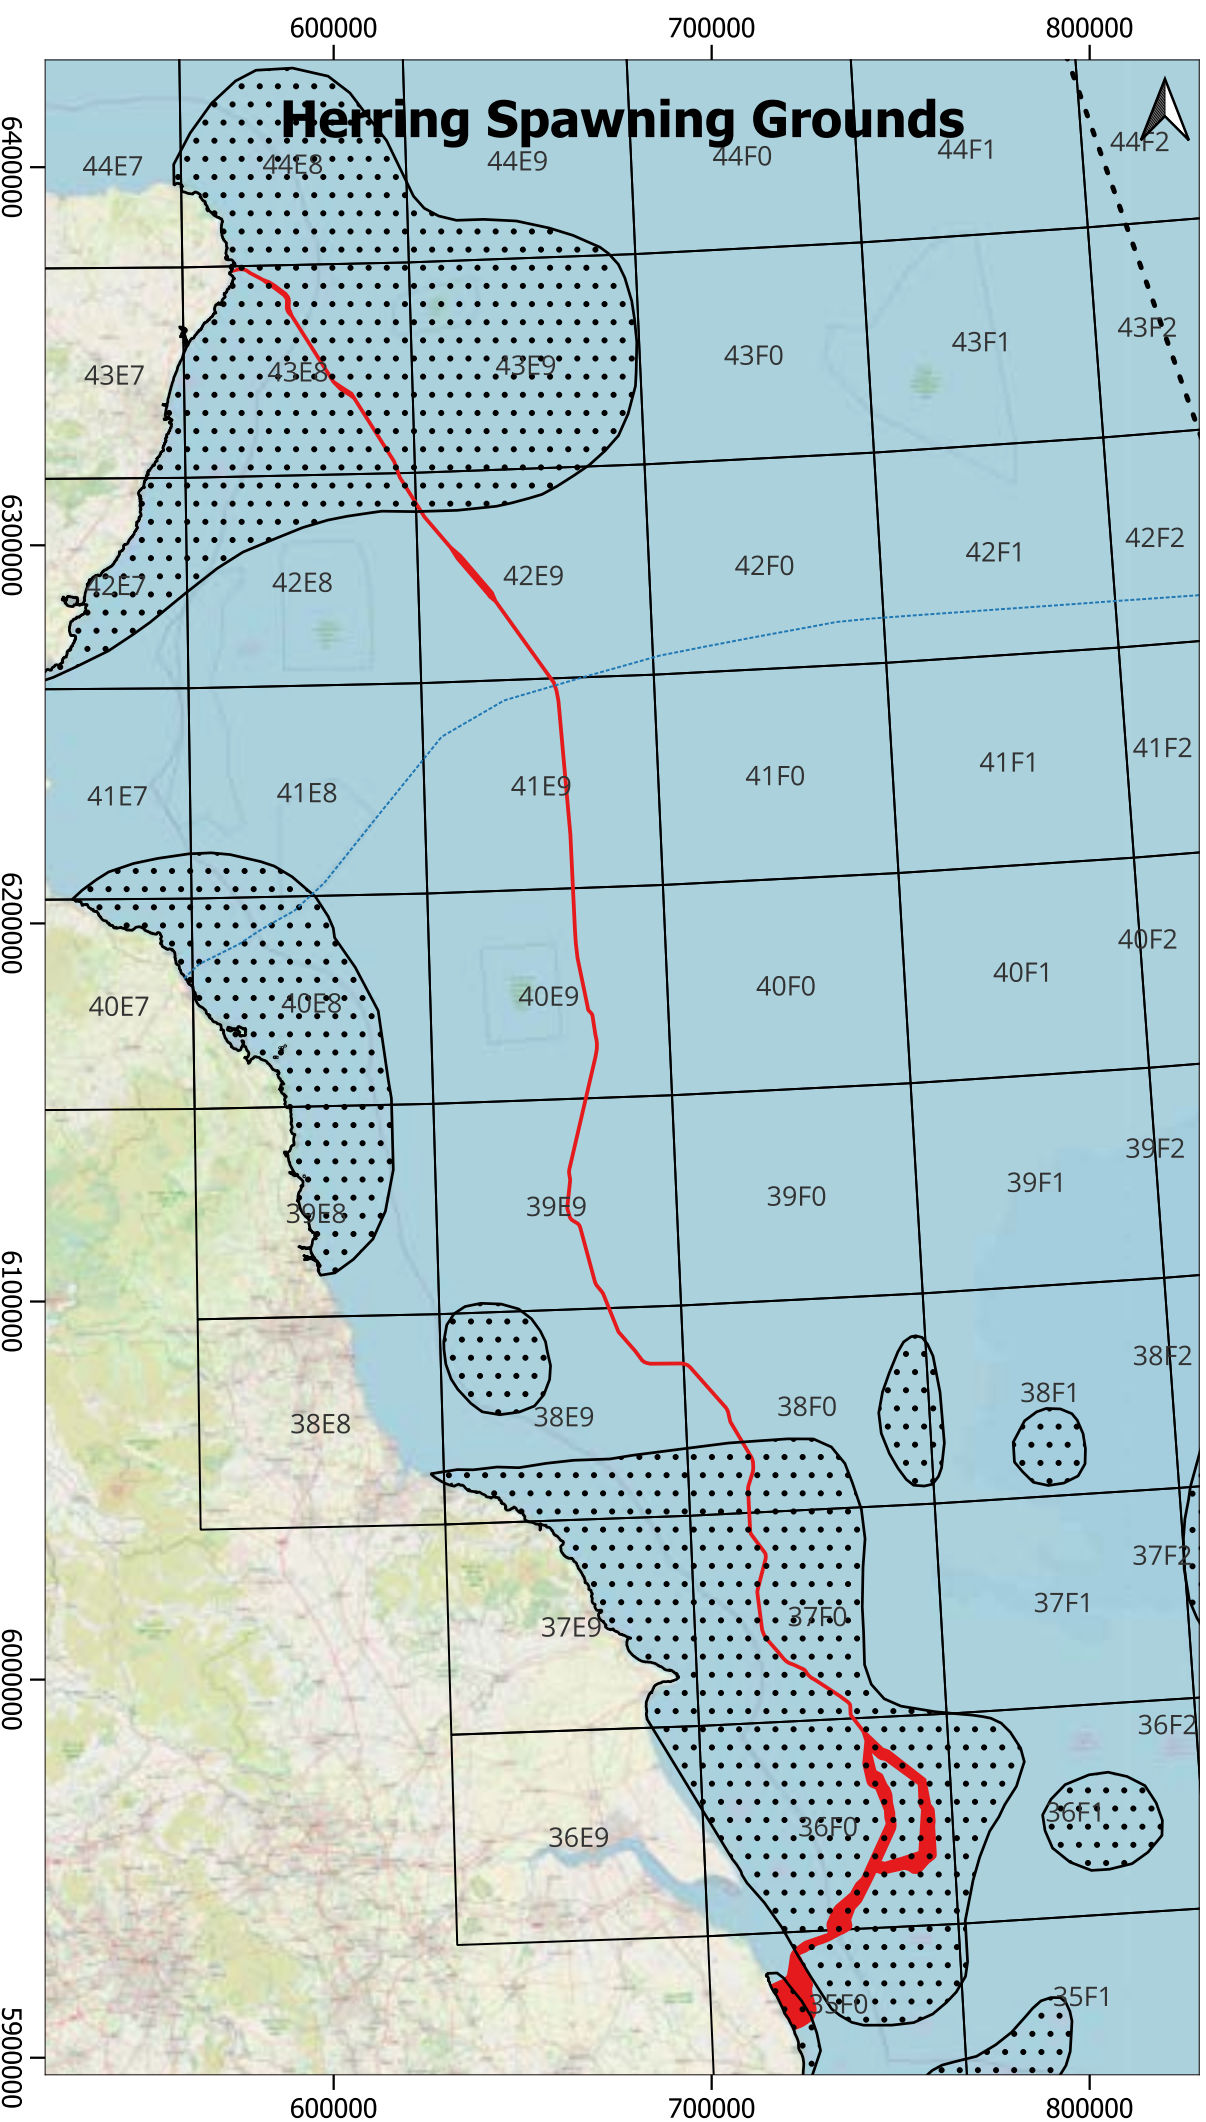 600000 700000 800000
Herring Spawning Grounds
44E7 44E8 44E9 44F0 44F1 44F2
6400000
43E7 43E8 43E9 43F0 43F1 43F2
6300000
42E7 42E8 42E9 42F0 42F1 42F2
41E7 41E8 41E9 41F0 41F1 41F2
6200000
40E7 40E8 40E9 40F0 40F1 40F2
39E8 39E9 39F0 39F1 39F2
6100000
38E8 38E9 38F0 38F1 38F2
37E9 37F0 37F1 37F2
6000000
36E9 36F0 36F1 36F2
35F0 35F1
5900000
600000 700000 800000